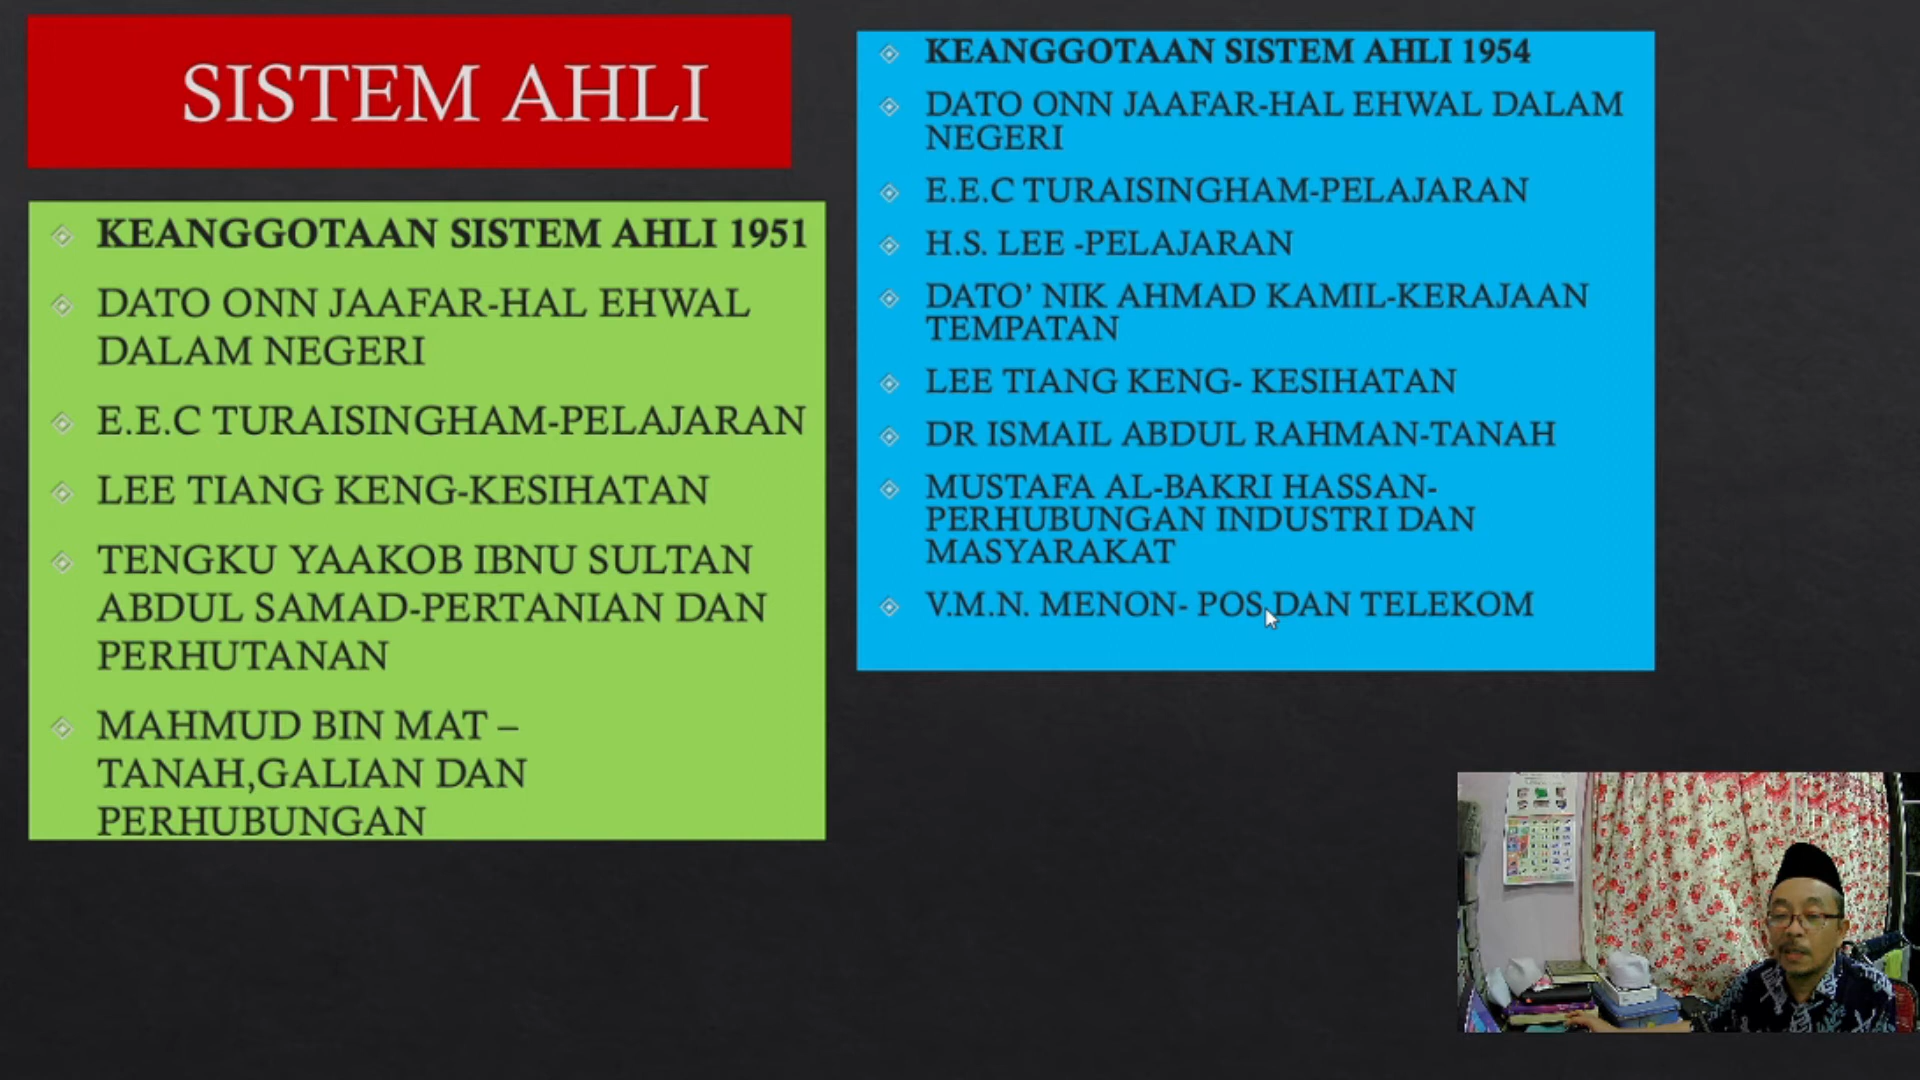 SISTEM AHLI
KEANGGOTAAN SISTEM AHLI 1951
DATO ONN JAAFAR-HAL EHWAL
DALAM NEGERI
E.E.C TURAISINGHAM-PELAJARAN
LEE TIANG KENG-KESIHATAN
TENGKU YAAKOB IBNU SULTAN
ABDUL SAMAD-PERTANIAN DAN
PERHUTANAN
MAHMUD BIN MAT –
TANAH,GALIAN DAN
PERHUBUNGAN
KEANGGOTAAN SISTEM AHLI 1954
DATO ONN JAAFAR-HAL EHWAL DALAM
NEGERI
E.E.C TURAISINGHAM-PELAJARAN
H.S. LEE -PELAJARAN
DATO’ NIK AHMAD KAMIL-KERAJAAN
TEMPATAN
LEE TIANG KENG- KESIHATAN
DR ISMAIL ABDUL RAHMAN-TANAH
MUSTAFA AL-BAKRI HASSAN-
PERHUBUNGAN INDUSTRI DAN
MASYARAKAT
V.M.N. MENON- POS DAN TELEKOM